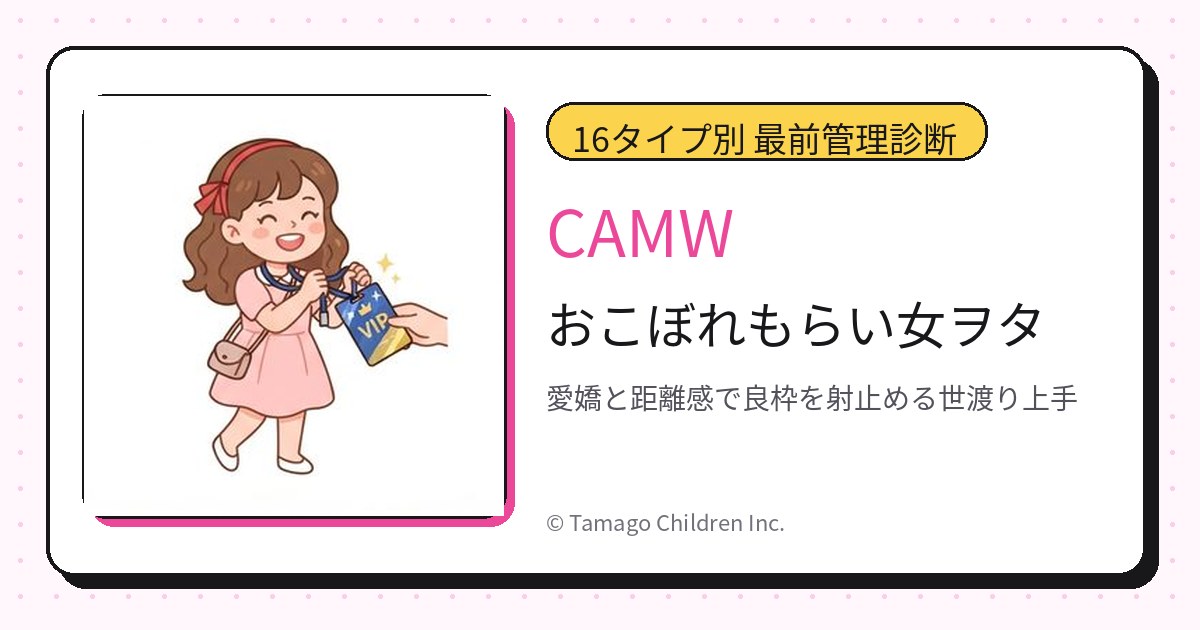 16タイプ別 最前管理診断
CAMW
おこぼれもらい女ヲタ
愛嬌と距離感で良枠を射止める世渡り上手
VIP
© Tamago Children Inc.